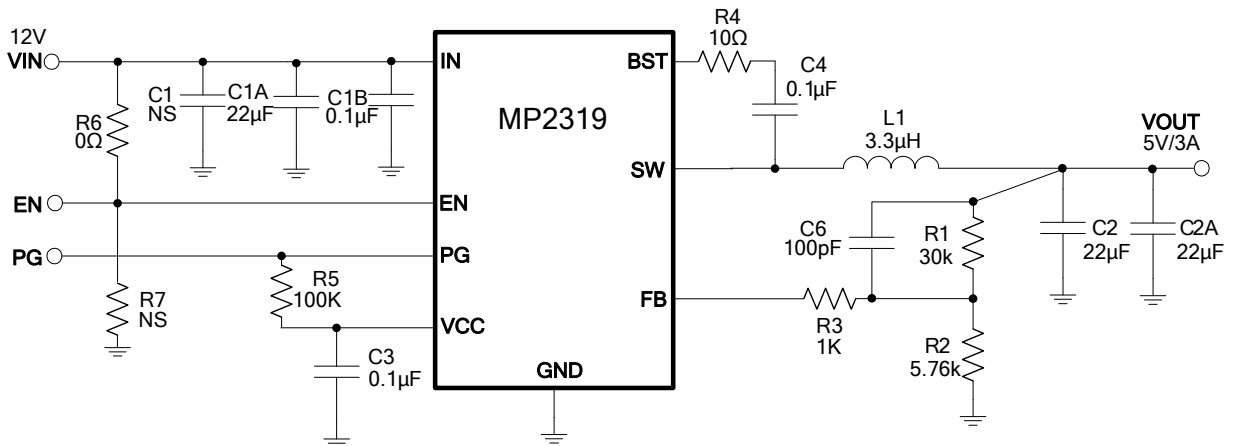 12V
VIN
R6
0Ω
C1
NS
C1A
22µF
C1B
0.1µF
EN
PG
R7
NS
R5
100K
C3
0.1µF
IN
EN
PG
VCC
MP2319
GND
BST
SW
FB
R4
10Ω
C4
0.1µF
L1
3.3µH
VOUT
5V/3A
C6
100pF
R1
30k
C2
22µF
C2A
22µF
R3
1K
R2
5.76k